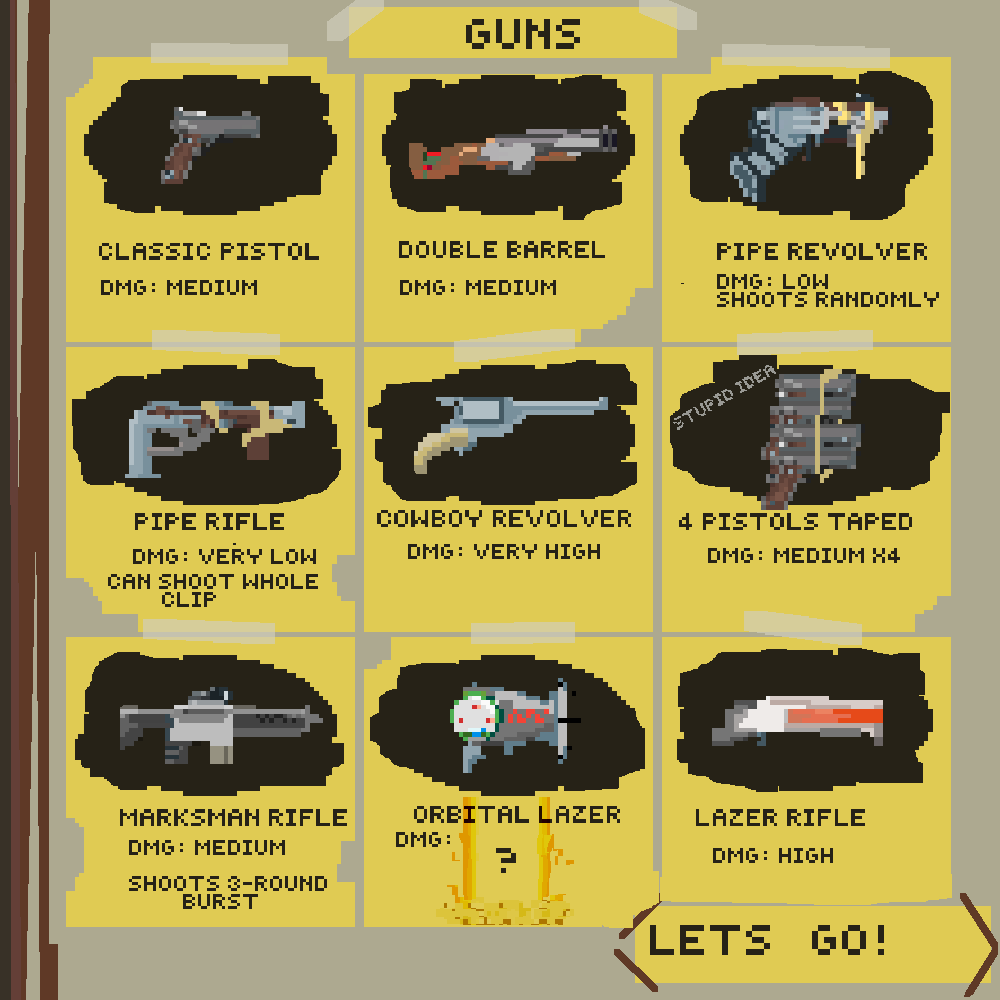 GUNS
CLASSIC PISTOL
DMG: MEDIUM
DOUBLE BARREL
DMG: MEDIUM
PIPE REVOLVER
DMG: LOW
SHOOTS RANDOMLY
PIPE RIFLE
DMG: VERY LOW
CAN SHOOT WHOLE
CLIP
COWBOY REVOLVER
DMG: VERY HIGH
STUPID IDEA
4 PISTOLS TAPED
DMG: MEDIUM X4
MARKSMAN RIFLE
DMG: MEDIUM
SHOOTS 3-ROUND
BURST
ORBITAL LAZER
DMG:
?
LAZER RIFLE
DMG: HIGH
LETS GO!